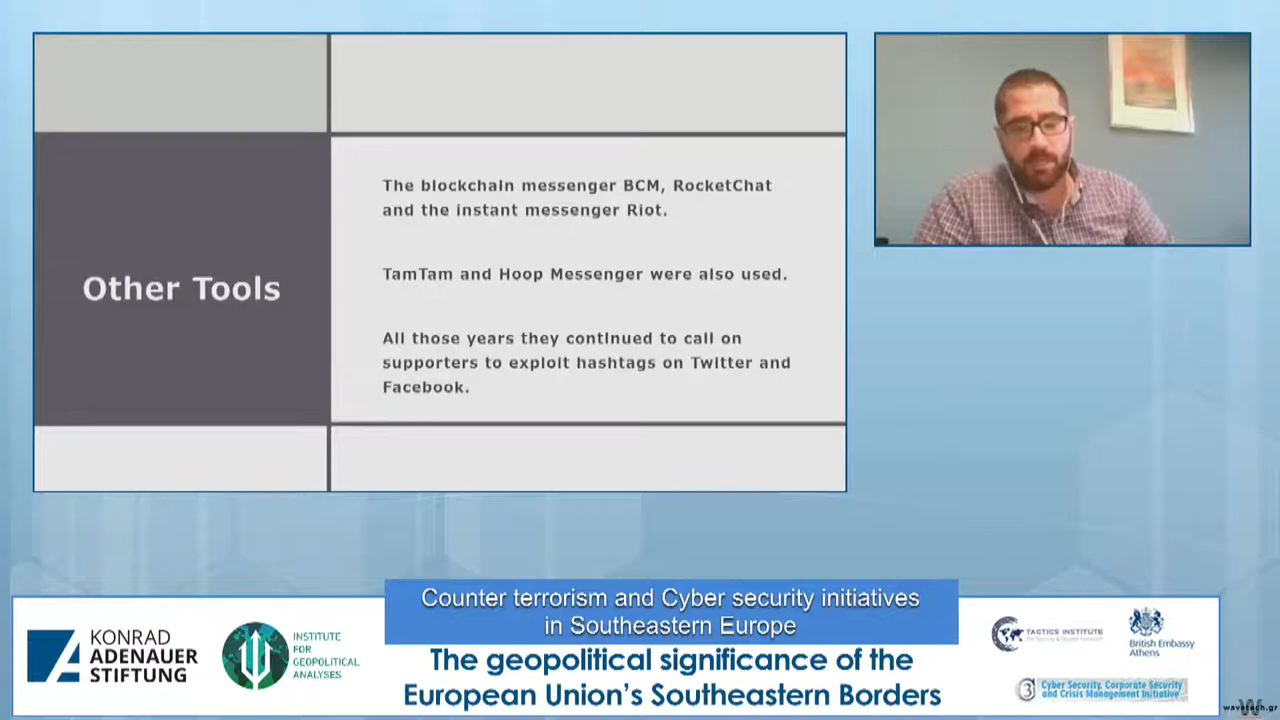 Other Tools
The blockchain messenger BCM, RocketChat
and the instant messenger Riot.
TamTam and Hoop Messenger were also used.
All those years they continued to call on
supporters to exploit hashtags on Twitter and
Facebook.
Counter terrorism and Cyber security initiatives
in Southeastern Europe
The geopolitical significance of the
European Union's Southeastern Borders
KONRAD
ADENAUER
STIFTUNG
INSTITUTE
FOR
GEOPOLITICAL
ANALYSES
TACTICS INSTITUTE
British Embassy
Athens
3
Cyber Security, Corporate Security
and Crisis Management Initiative
W
wavetech.gr